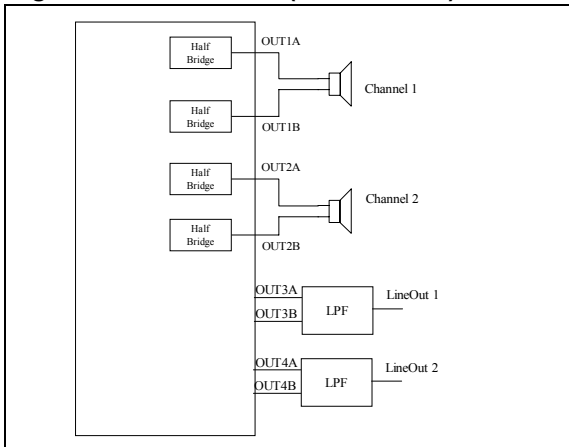 OUT1A
Half
Bridge
Channel 1
Half
Bridge
OUT1B
OUT2A
Half
Bridge
Channel 2
Half
Bridge
OUT2B
OUT3A
LineOut 1
LPF
OUT3B
OUT4A
LineOut 2
LPF
OUT4B